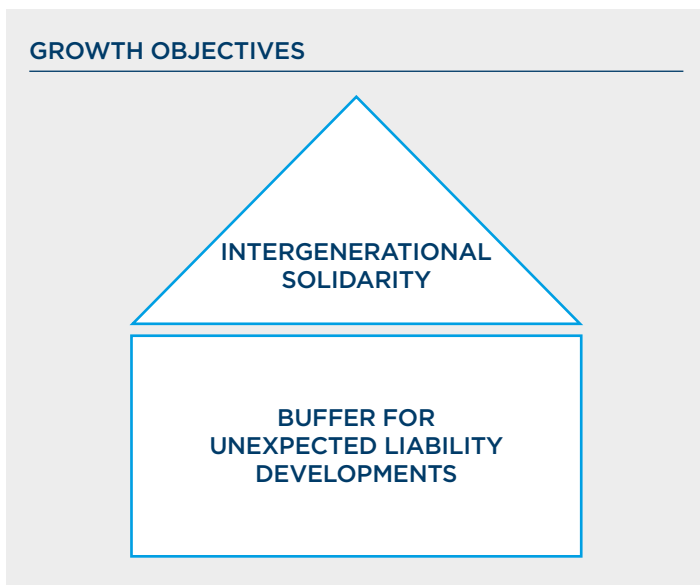 GROWTH OBJECTIVES
INTERGENERATIONAL
SOLIDARITY
BUFFER FOR
UNEXPECTED LIABILITY
DEVELOPMENTS